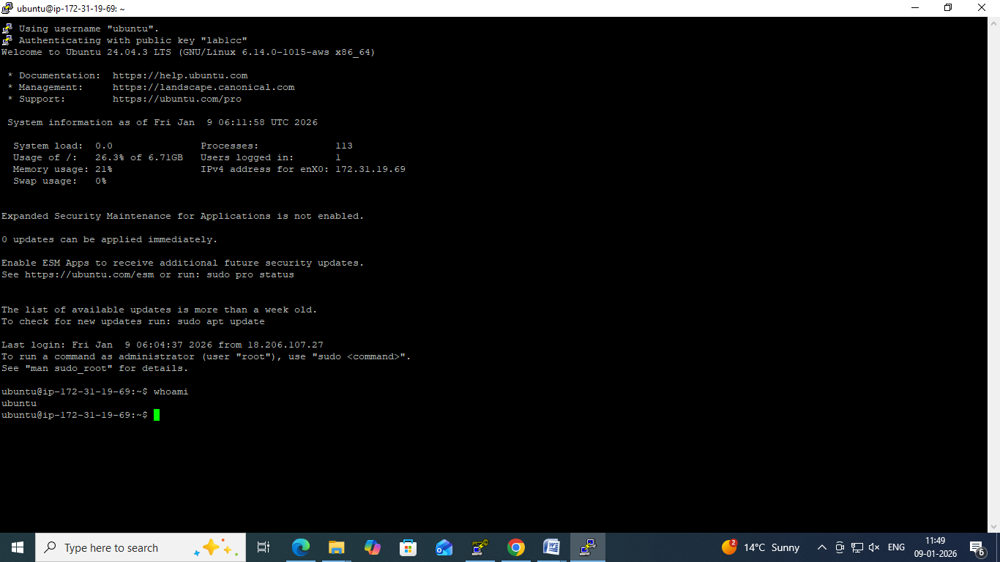 ubuntu@ip-172-31-19-69: ~
Using username "ubuntu".
Authenticating with public key "lab1cc"
Welcome to Ubuntu 24.04.3 LTS (GNU/Linux 6.14.0-1015-aws x86_64)
* Documentation:  https://help.ubuntu.com
* Management:     https://landscape.canonical.com
* Support:        https://ubuntu.com/pro
System information as of Fri Jan  9 06:11:58 UTC 2026
System load:  0.0               Processes:             113
Usage of /:   26.3% of 6.71GB   Users logged in:       1
Memory usage: 21%               IPv4 address for enX0: 172.31.19.69
Swap usage:   0%
Expanded Security Maintenance for Applications is not enabled.
0 updates can be applied immediately.
Enable ESM Apps to receive additional future security updates.
See https://ubuntu.com/esm or run: sudo pro status
The list of available updates is more than a week old.
To check for new updates run: sudo apt update
Last login: Fri Jan  9 06:04:37 2026 from 18.206.107.27
To run a command as administrator (user "root"), use "sudo <command>".
See "man sudo_root" for details.
ubuntu@ip-172-31-19-69:~$ whoami
ubuntu
ubuntu@ip-172-31-19-69:~$
Type here to search
2
14°C Sunny
ENG
11:49
09-01-2026
6